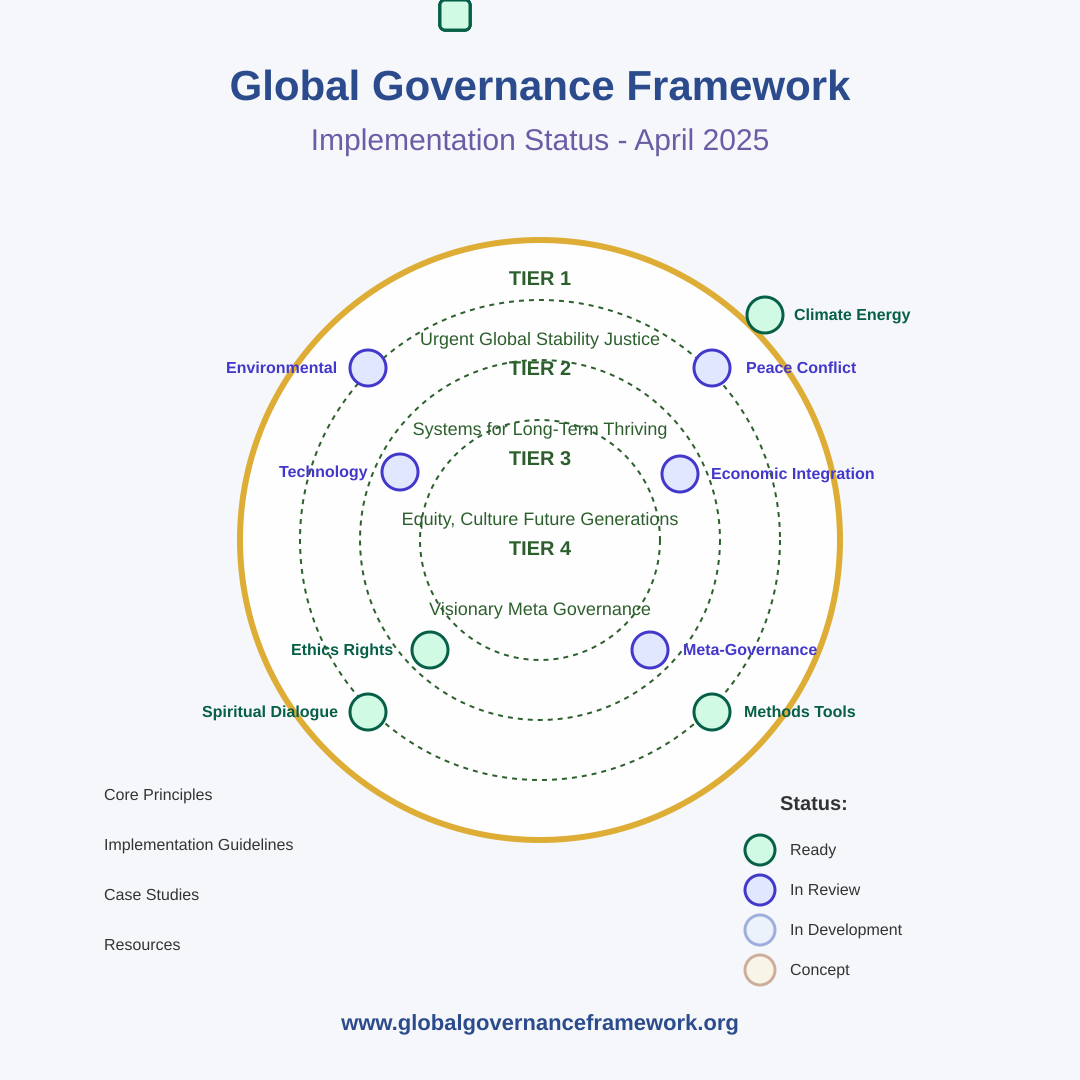 Global Governance Framework
Implementation Status - April 2025
TIER 1
Climate Energy
Urgent Global Stability Justice
Environmental
TIER 2
Peace Conflict
Systems for Long-Term Thriving
TIER 3
Technology
Economic Integration
Equity, Culture Future Generations
TIER 4
Visionary Meta Governance
Ethics Rights
Meta-Governance
Spiritual Dialogue
Methods Tools
Core Principles
Implementation Guidelines
Case Studies
Resources
Status:
Ready
In Review
In Development
Concept
www.globalgovernanceframework.org